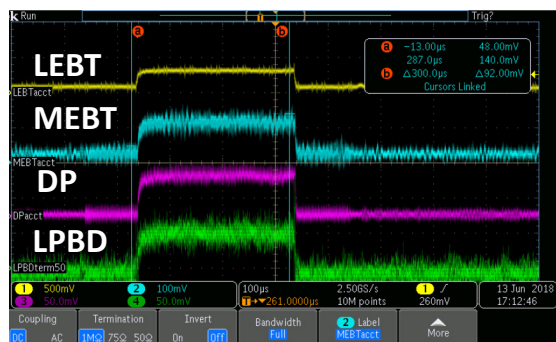 k Run
Trig?
T
a
b
a −13.00μs 48.00mV
287.0μs 140.0mV
b Δ300.0μs Δ92.00mV
Cursors Linked
LEBT
LEBTacct
MEBT
MEBTacct
DP
DPacct
LPBD
LPBDterm50
1 500mV 2 100mV
3 50.0mV 4 50.0mV
100μs 2.50GS/s 1
T→▼261.0000μs 10M points 260mV
13 Jun 2018
17:12:46
Coupling
DC AC
Termination
1MΩ 75Ω 50Ω
Invert
On Off
Bandwidth
Full
2 Label
MEBTacct
More